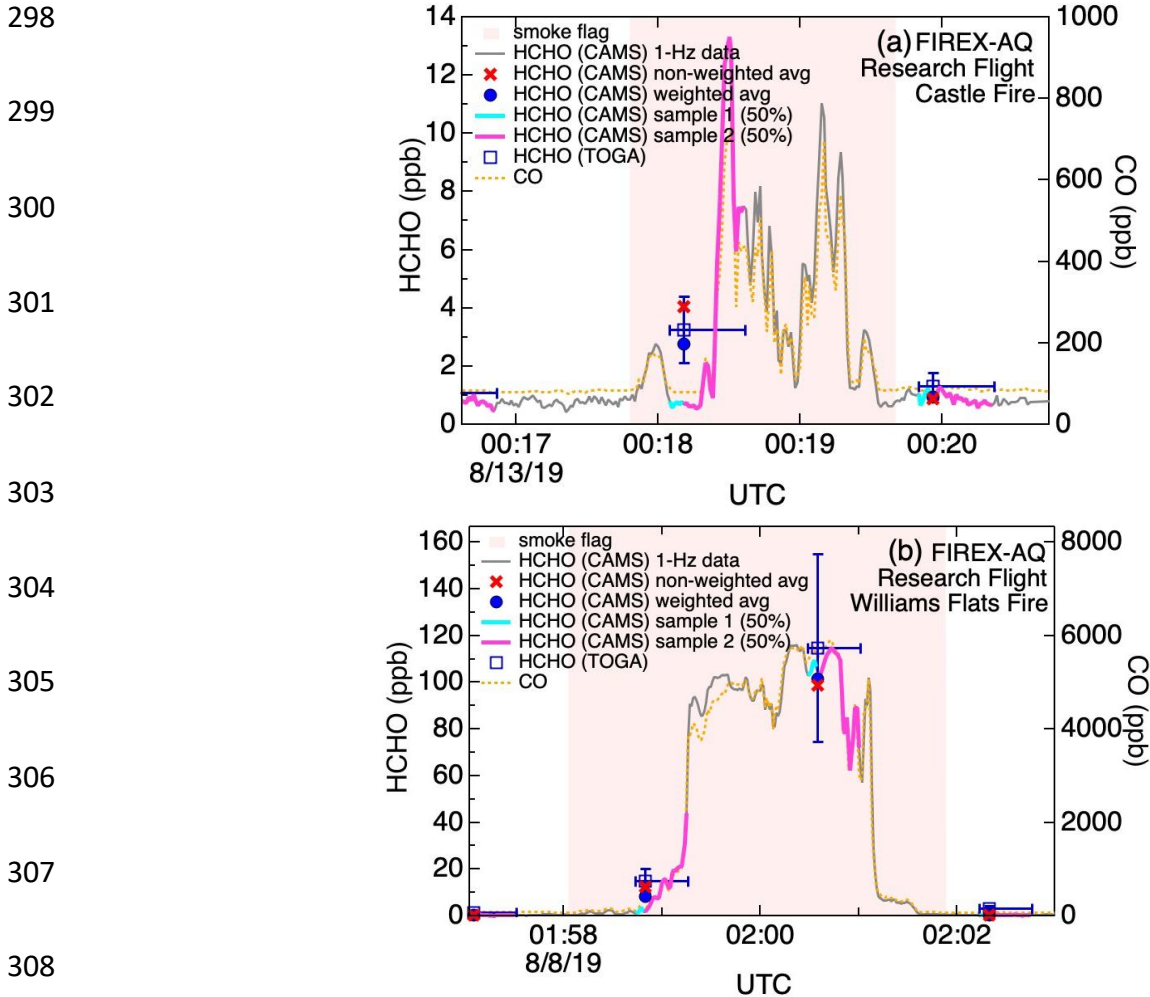 298
299
300
301
302
303
304
305
306
307
308
14
12
10
8
6
4
2
0
HCHO (ppb)
smoke flag
HCHO (CAMS) 1-Hz data
HCHO (CAMS) non-weighted avg
HCHO (CAMS) weighted avg
HCHO (CAMS) sample 1 (50%)
HCHO (CAMS) sample 2 (50%)
HCHO (TOGA)
CO
(a) FIREX-AQ
Research Flight
Castle Fire
1000
800
600
400
200
0
CO (ppb)
00:17 00:18 00:19 00:20
8/13/19
UTC
160
140
120
100
80
60
40
20
0
HCHO (ppb)
smoke flag
HCHO (CAMS) 1-Hz data
HCHO (CAMS) non-weighted avg
HCHO (CAMS) weighted avg
HCHO (CAMS) sample 1 (50%)
HCHO (CAMS) sample 2 (50%)
HCHO (TOGA)
CO
(b) FIREX-AQ
Research Flight
Williams Flats Fire
8000
6000
4000
2000
0
CO (ppb)
01:58 02:00 02:02
8/8/19
UTC